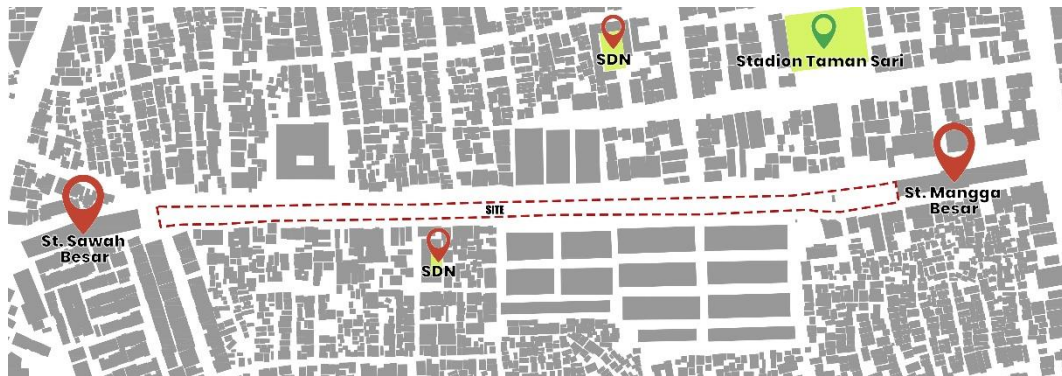 SDN
Stadion Taman Sari
St. Mangga
Besar
SITE
St. Sawah
Besar
SDN